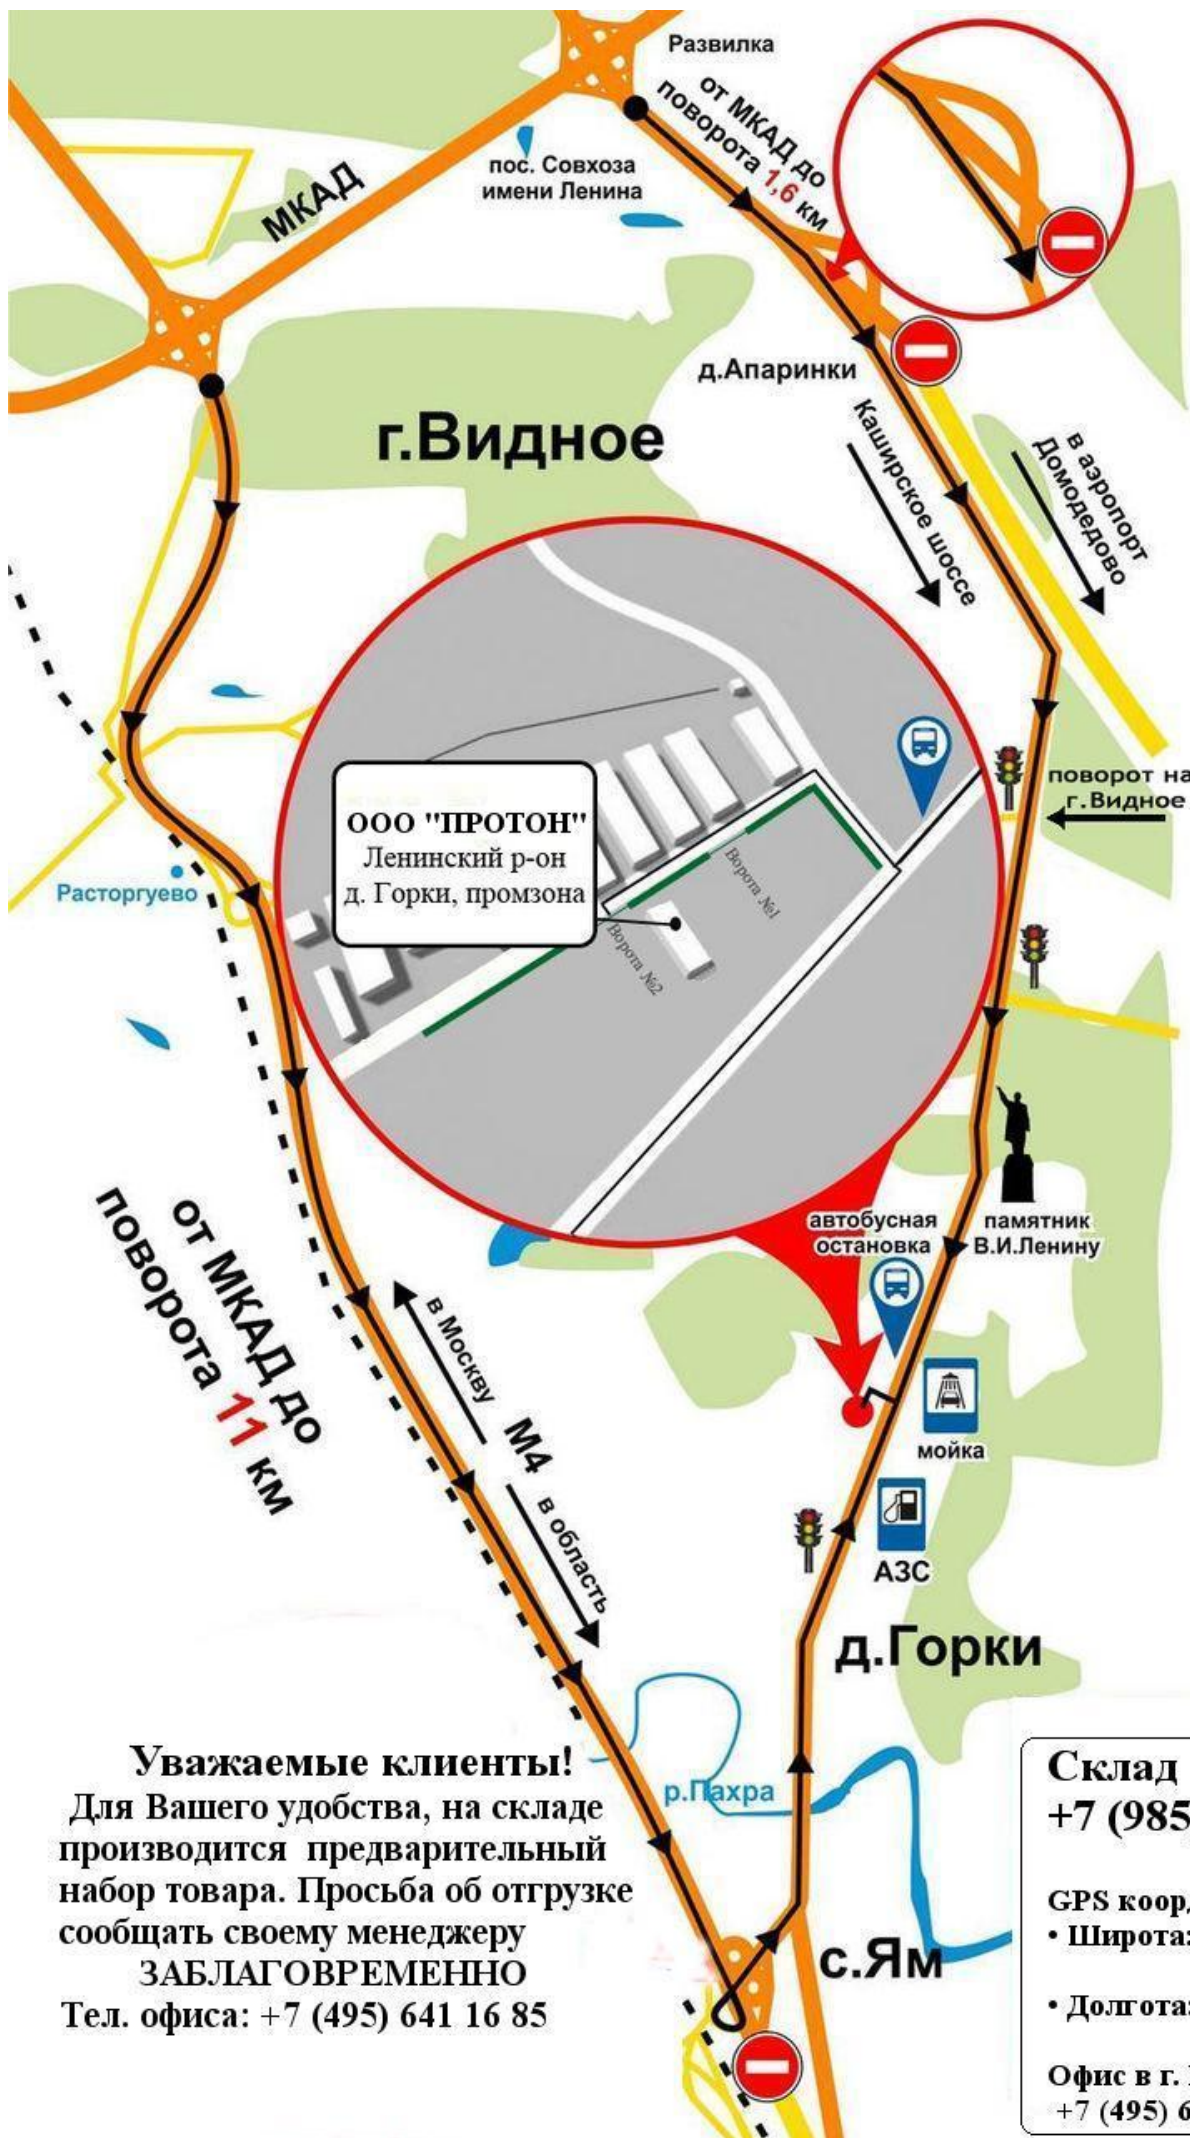 Развилка
от МКАД до
поворота 1,6 км
пос. Совхоза
имени Ленина
МКАД
д.Апаринки
г.Видное
Каширское шоссе
в аэропорт
Домодедово
поворот на
г.Видное
ООО "ПРОТОН"
Ленинский р-он
д. Горки, промзона
Ворота №1
Ворота №2
Расторгуево
от МКАД до
поворота 11 км
в Москву
М4
в область
автобусная
остановка
памятник
В.И.Ленину
мойка
АЗС
д.Горки
р.Пахра
с.Ям
Уважаемые клиенты!
Для Вашего удобства, на складе
производится предварительный
набор товара. Просьба об отгрузке
сообщать своему менеджеру
ЗАБЛАГОВРЕМЕННО
Тел. офиса: +7 (495) 641 16 85
Склад
+7 (985
GPS коор
• Широта:
• Долгота:
Офис в г.
+7 (495) 6